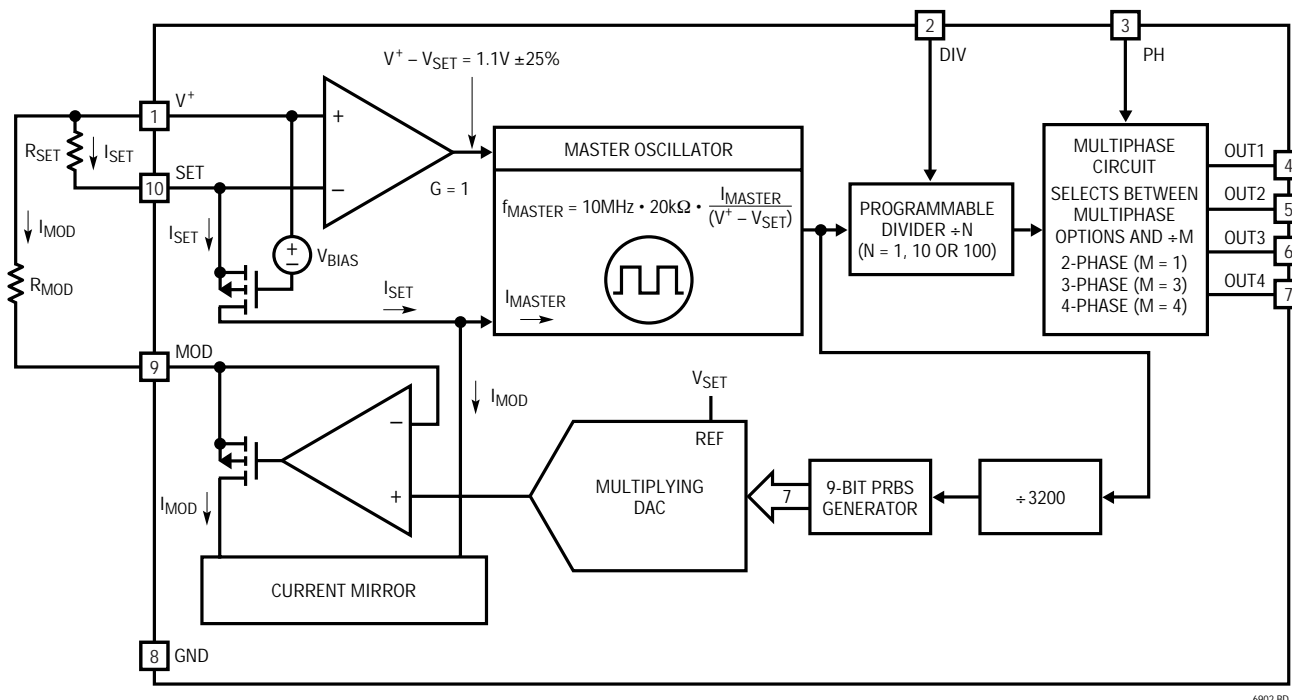 2
DIV
3
PH
V+ – VSET = 1.1V ±25%
1
V+
RSET
ISET
10
SET
+
–
G = 1
ISET
+
–
VBIAS
IMOD
RMOD
ISET
MASTER OSCILLATOR
fMASTER = 10MHz • 20kΩ • IMASTER
(V+ – VSET)
IMASTER
PROGRAMMABLE
DIVIDER ÷N
(N = 1, 10 OR 100)
MULTIPHASE
CIRCUIT
SELECTS BETWEEN
MULTIPHASE
OPTIONS AND ÷M
2-PHASE (M = 1)
3-PHASE (M = 3)
4-PHASE (M = 4)
OUT1
4
OUT2
5
OUT3
6
OUT4
7
9
MOD
–
+
IMOD
IMOD
CURRENT MIRROR
VSET
REF
MULTIPLYING
DAC
7
9-BIT PRBS
GENERATOR
÷3200
8
GND
6902 BD